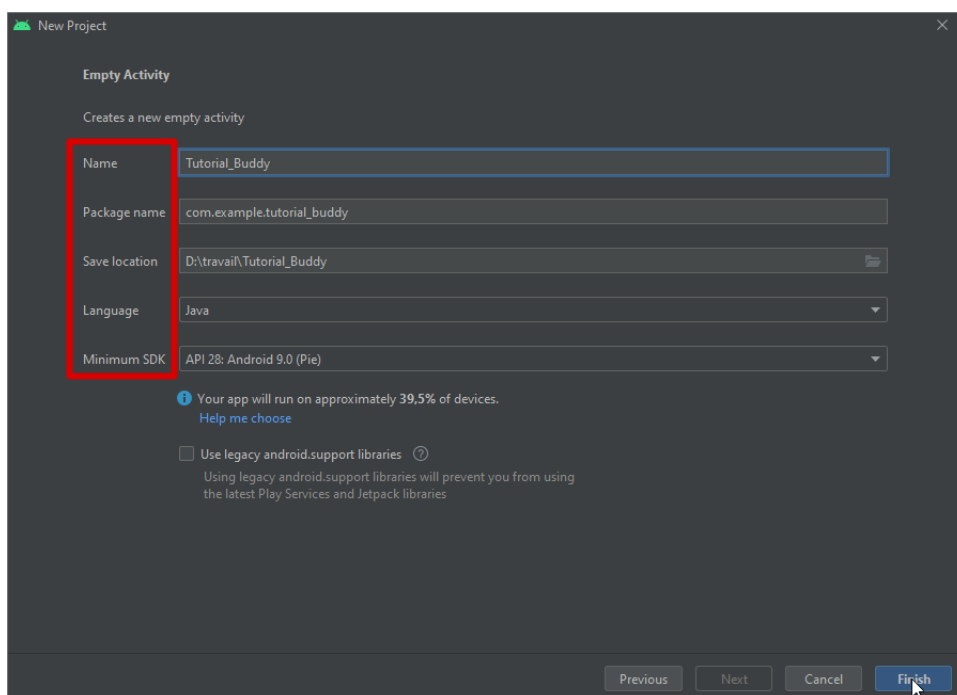 New Project
Empty Activity
Creates a new empty activity
Name Tutorial_Buddy
Package name com.example.tutorial_buddy
Save location D:\travail\Tutorial_Buddy
Language Java
Minimum SDK API 28: Android 9.0 (Pie)
Your app will run on approximately 39,5% of devices.
Help me choose
Use legacy android.support libraries ?
Using legacy android.support libraries will prevent you from using
the latest Play Services and Jetpack libraries
Previous Next Cancel Finish